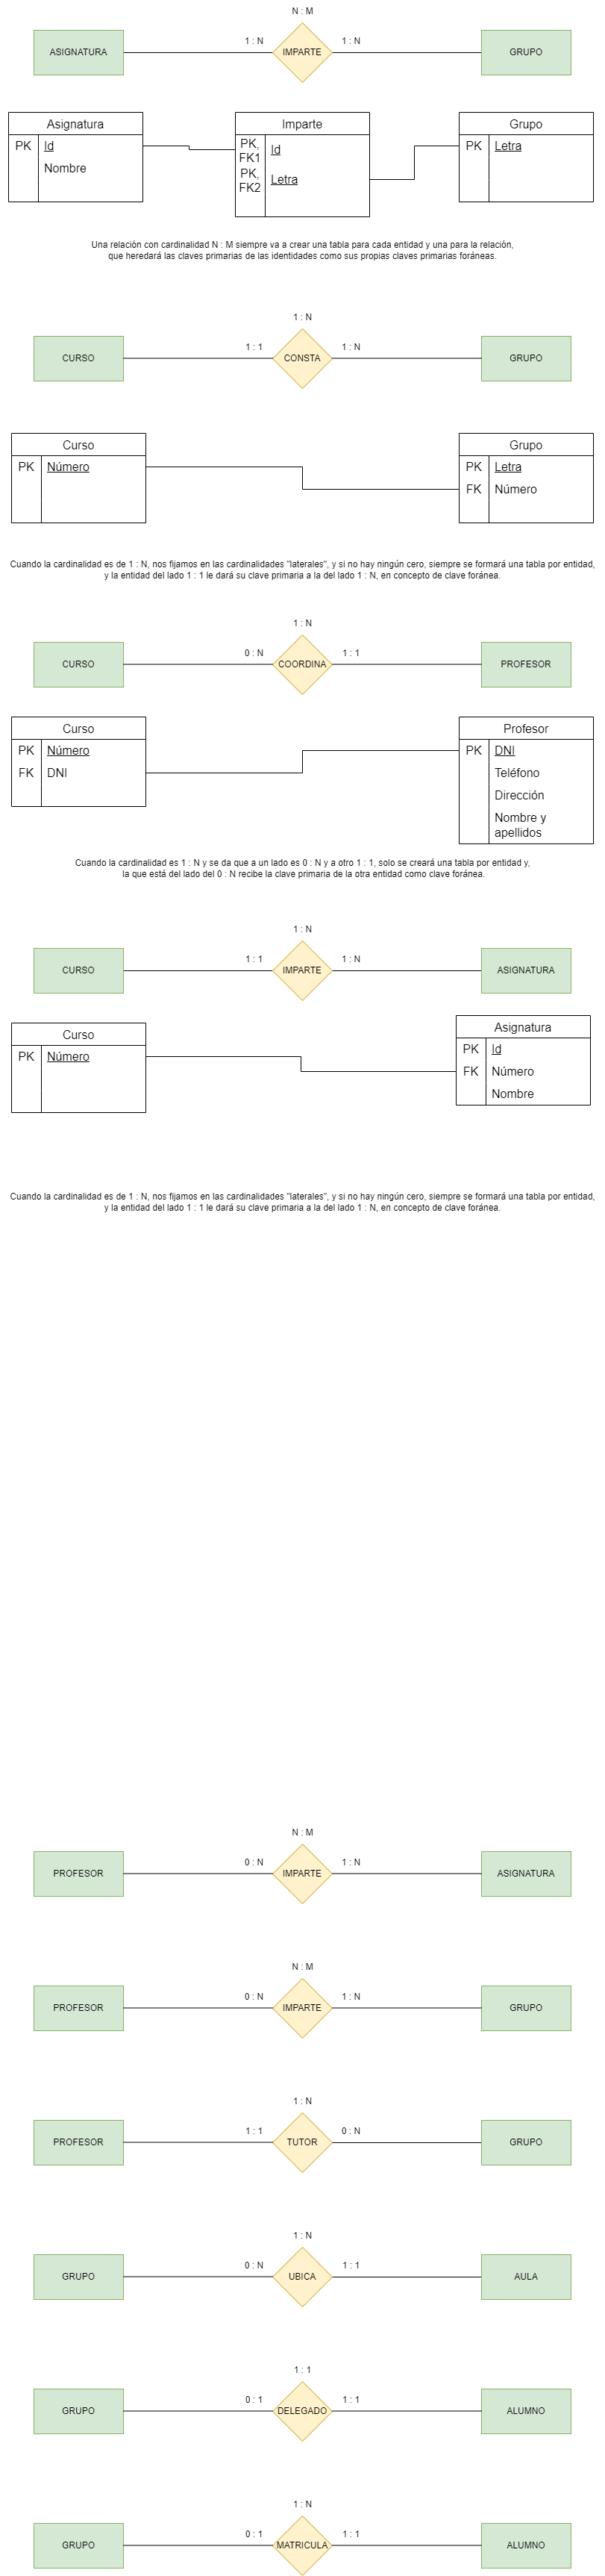 N : M
ASIGNATURA
1 : N
IMPARTE
1 : N
GRUPO
Asignatura
PK
Id
Nombre
Imparte
PK,
FK1
Id
PK,
FK2
Letra
Grupo
PK
Letra
Una relación con cardinalidad N : M siempre va a crear una tabla para cada entidad y una para la relación,
que heredará las claves primarias de las identidades como sus propias claves primarias foráneas.
1 : N
CURSO
1 : 1
CONSTA
1 : N
GRUPO
Curso
PK
Número
Grupo
PK
Letra
FK
Número
Cuando la cardinalidad es de 1 : N, nos fijamos en las cardinalidades "laterales", y si no hay ningún cero, siempre se formará una tabla por entidad,
y la entidad del lado 1 : 1 le dará su clave primaria a la del lado 1 : N, en concepto de clave foránea.
1 : N
CURSO
0 : N
COORDINA
1 : 1
PROFESOR
Curso
PK
Número
FK
DNI
Profesor
PK
DNI
Teléfono
Dirección
Nombre y
apellidos
Cuando la cardinalidad es 1 : N y se da que a un lado es 0 : N y a otro 1 : 1, solo se creará una tabla por entidad y,
la que está del lado del 0 : N recibe la clave primaria de la otra entidad como clave foránea.
1 : N
CURSO
1 : 1
IMPARTE
1 : N
ASIGNATURA
Curso
PK
Número
Asignatura
PK
Id
FK
Número
Nombre
Cuando la cardinalidad es de 1 : N, nos fijamos en las cardinalidades "laterales", y si no hay ningún cero, siempre se formará una tabla por entidad,
y la entidad del lado 1 : 1 le dará su clave primaria a la del lado 1 : N, en concepto de clave foránea.
N : M
PROFESOR
0 : N
IMPARTE
1 : N
ASIGNATURA
N : M
PROFESOR
0 : N
IMPARTE
1 : N
GRUPO
1 : N
PROFESOR
1 : 1
TUTOR
0 : N
GRUPO
1 : N
GRUPO
0 : N
UBICA
1 : 1
AULA
1 : 1
GRUPO
0 : 1
DELEGADO
1 : 1
ALUMNO
1 : N
GRUPO
0 : 1
MATRICULA
1 : 1
ALUMNO